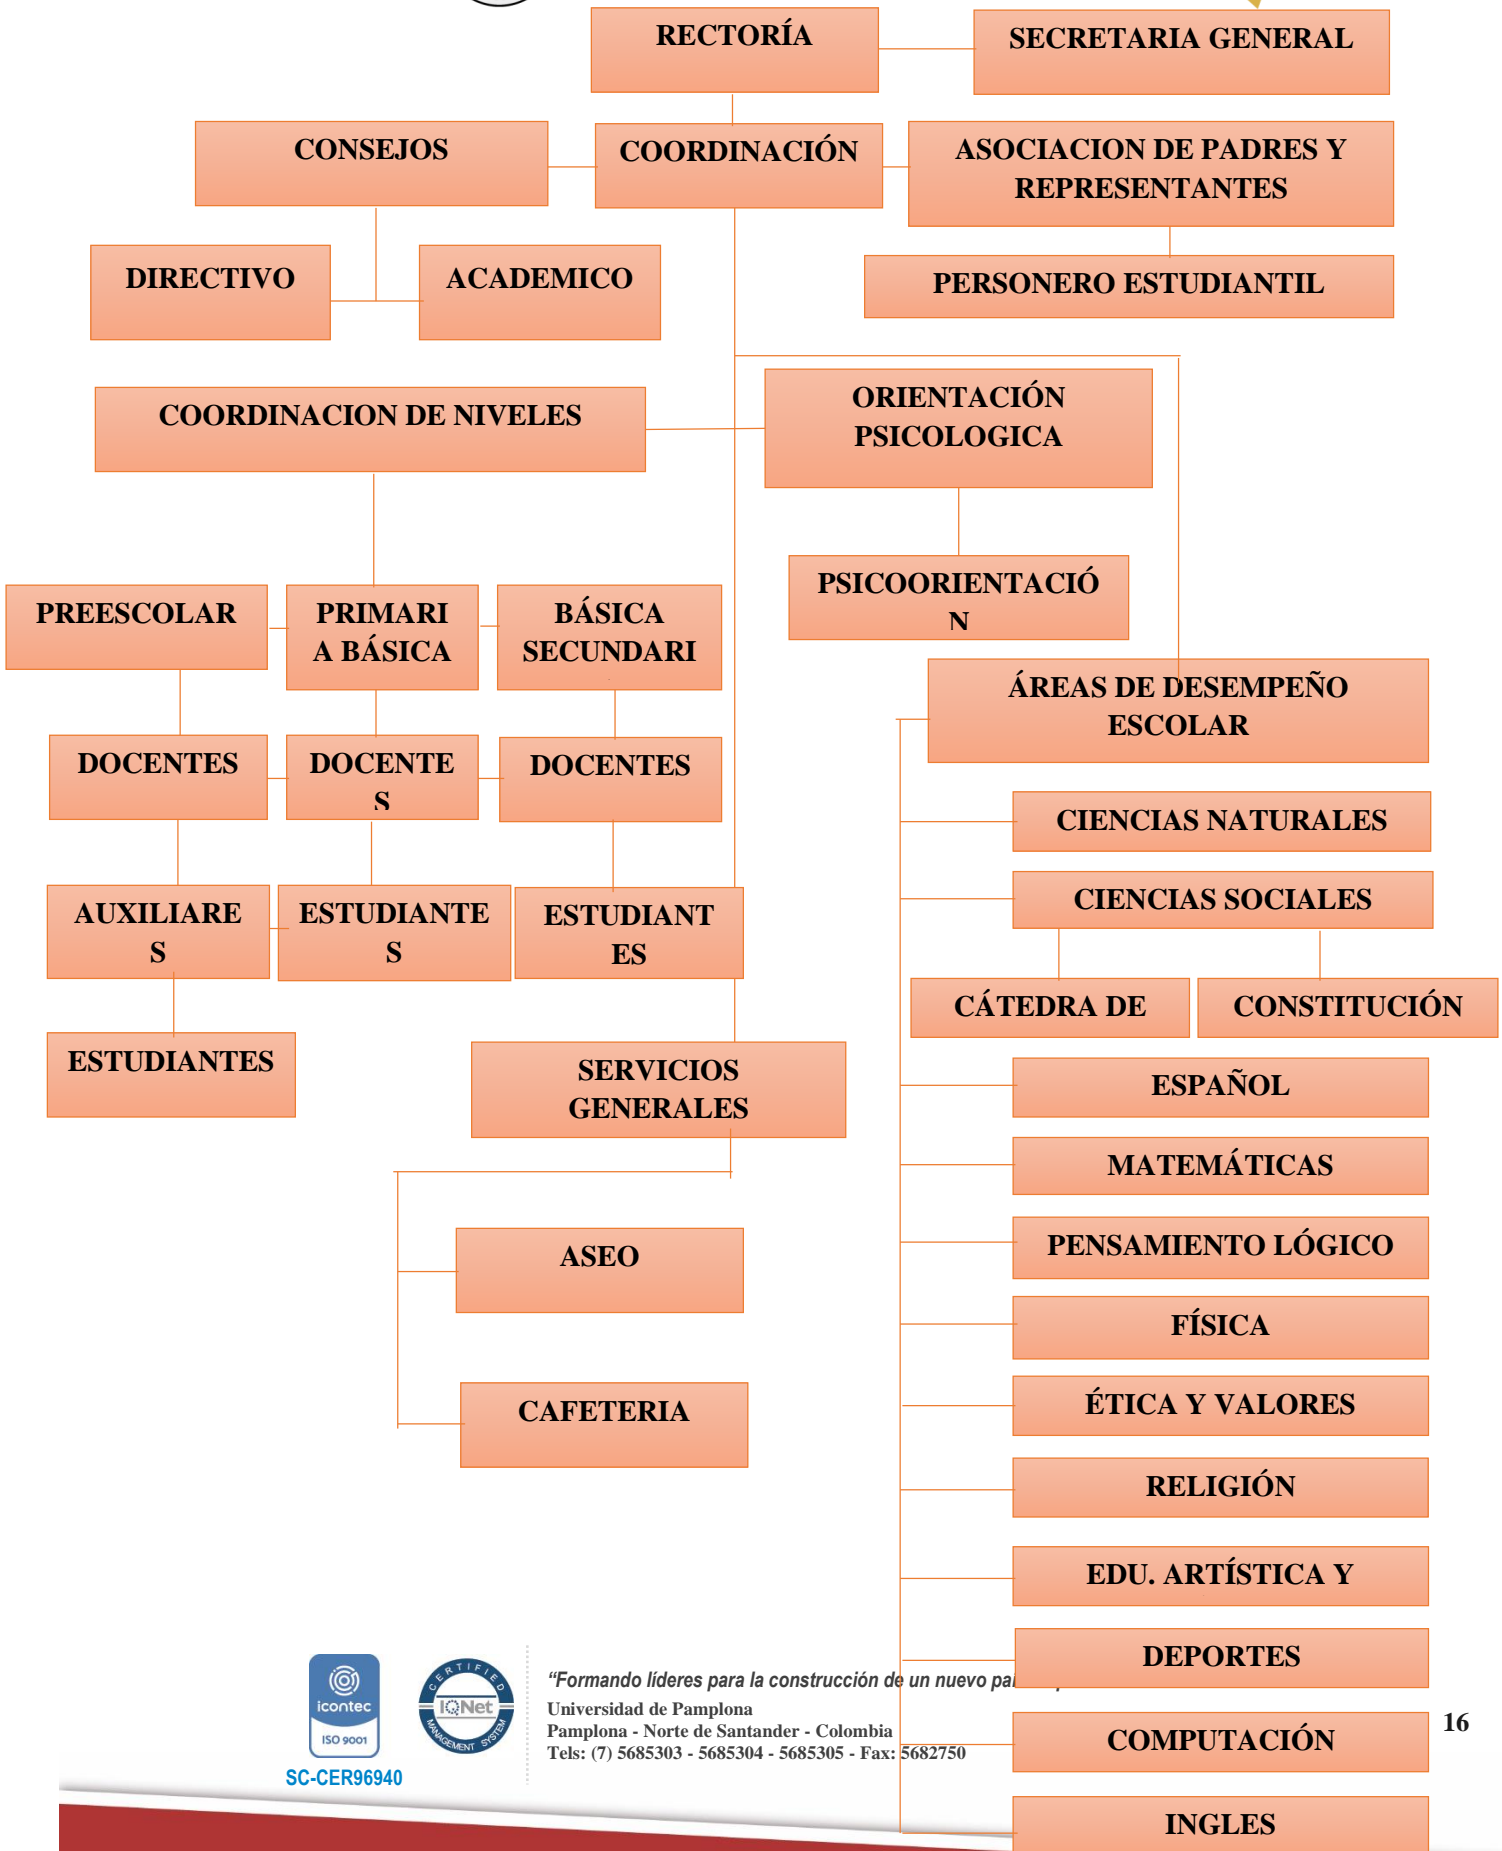 RECTORÍA
SECRETARIA GENERAL
CONSEJOS
COORDINACIÓN
ASOCIACION DE PADRES Y
REPRESENTANTES
DIRECTIVO
ACADEMICO
PERSONERO ESTUDIANTIL
COORDINACION DE NIVELES
ORIENTACIÓN
PSICOLOGICA
PSICOORIENTACIÓ
N
PREESCOLAR
PRIMARI
A BÁSICA
BÁSICA
SECUNDARI
DOCENTES
DOCENTE
S
DOCENTES
AUXILIARE
S
ESTUDIANTE
S
ESTUDIANT
ES
ESTUDIANTES
SERVICIOS
GENERALES
ASEO
CAFETERIA
ÁREAS DE DESEMPEÑO
ESCOLAR
CIENCIAS NATURALES
CIENCIAS SOCIALES
CÁTEDRA DE
CONSTITUCIÓN
ESPAÑOL
MATEMÁTICAS
PENSAMIENTO LÓGICO
FÍSICA
ÉTICA Y VALORES
RELIGIÓN
EDU. ARTÍSTICA Y
DEPORTES
COMPUTACIÓN
INGLES
icontec
ISO 9001
SC-CER96940
CERTIFIED
IQNet
MANAGEMENT SYSTEM
“Formando líderes para la construcción de un nuevo
Universidad de Pamplona
Pamplona - Norte de Santander - Colombia
Tels: (7) 5685303 - 5685304 - 5685305 - Fax: 5682750
16